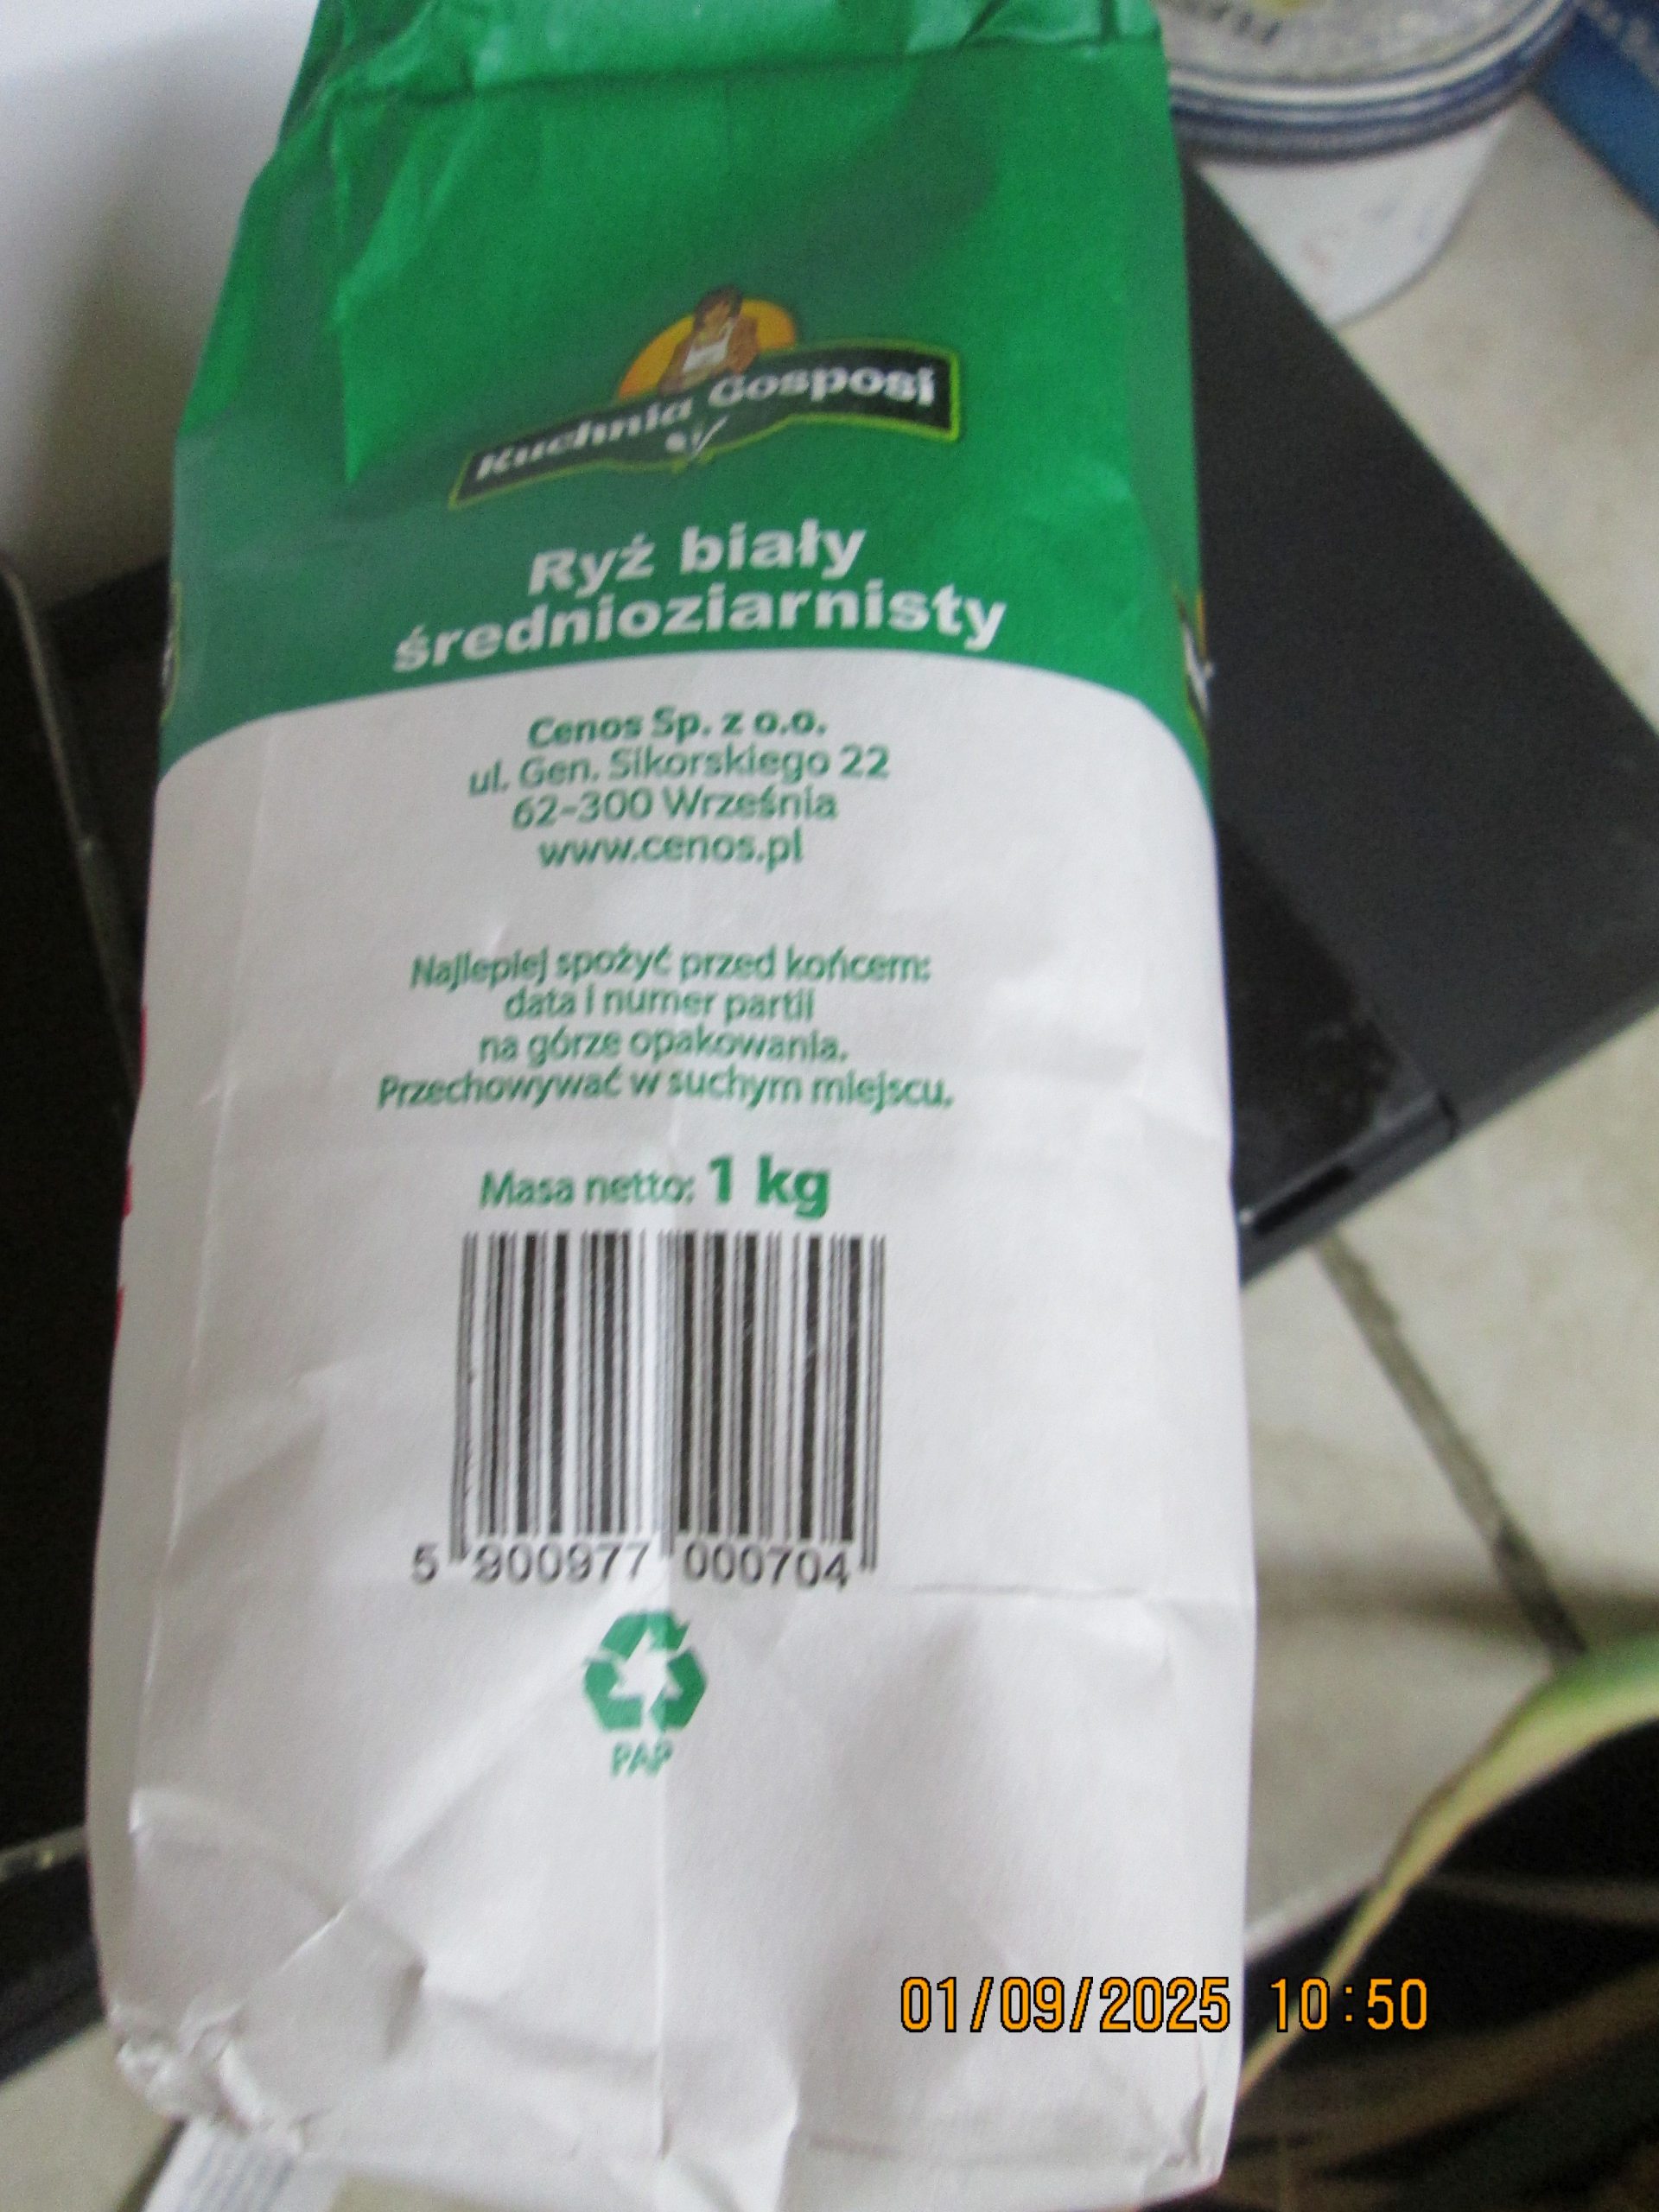 Kuchnia Gosposi
Ryż biały
średnioziarnisty
Cenos Sp. z o.o.
ul. Gen. Sikorskiego 22
62-300 Września
www.cenos.pl
Najlepiej spożyć przed końcem:
data i numer partii
na górze opakowania.
Przechowywać w suchym miejscu.
Masa netto: 1 kg
5 900977 000704
PAP
01/09/2025 10:50